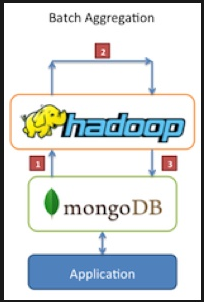 Batch Aggregation
2
hadoop
1
3
mongoDB
Application